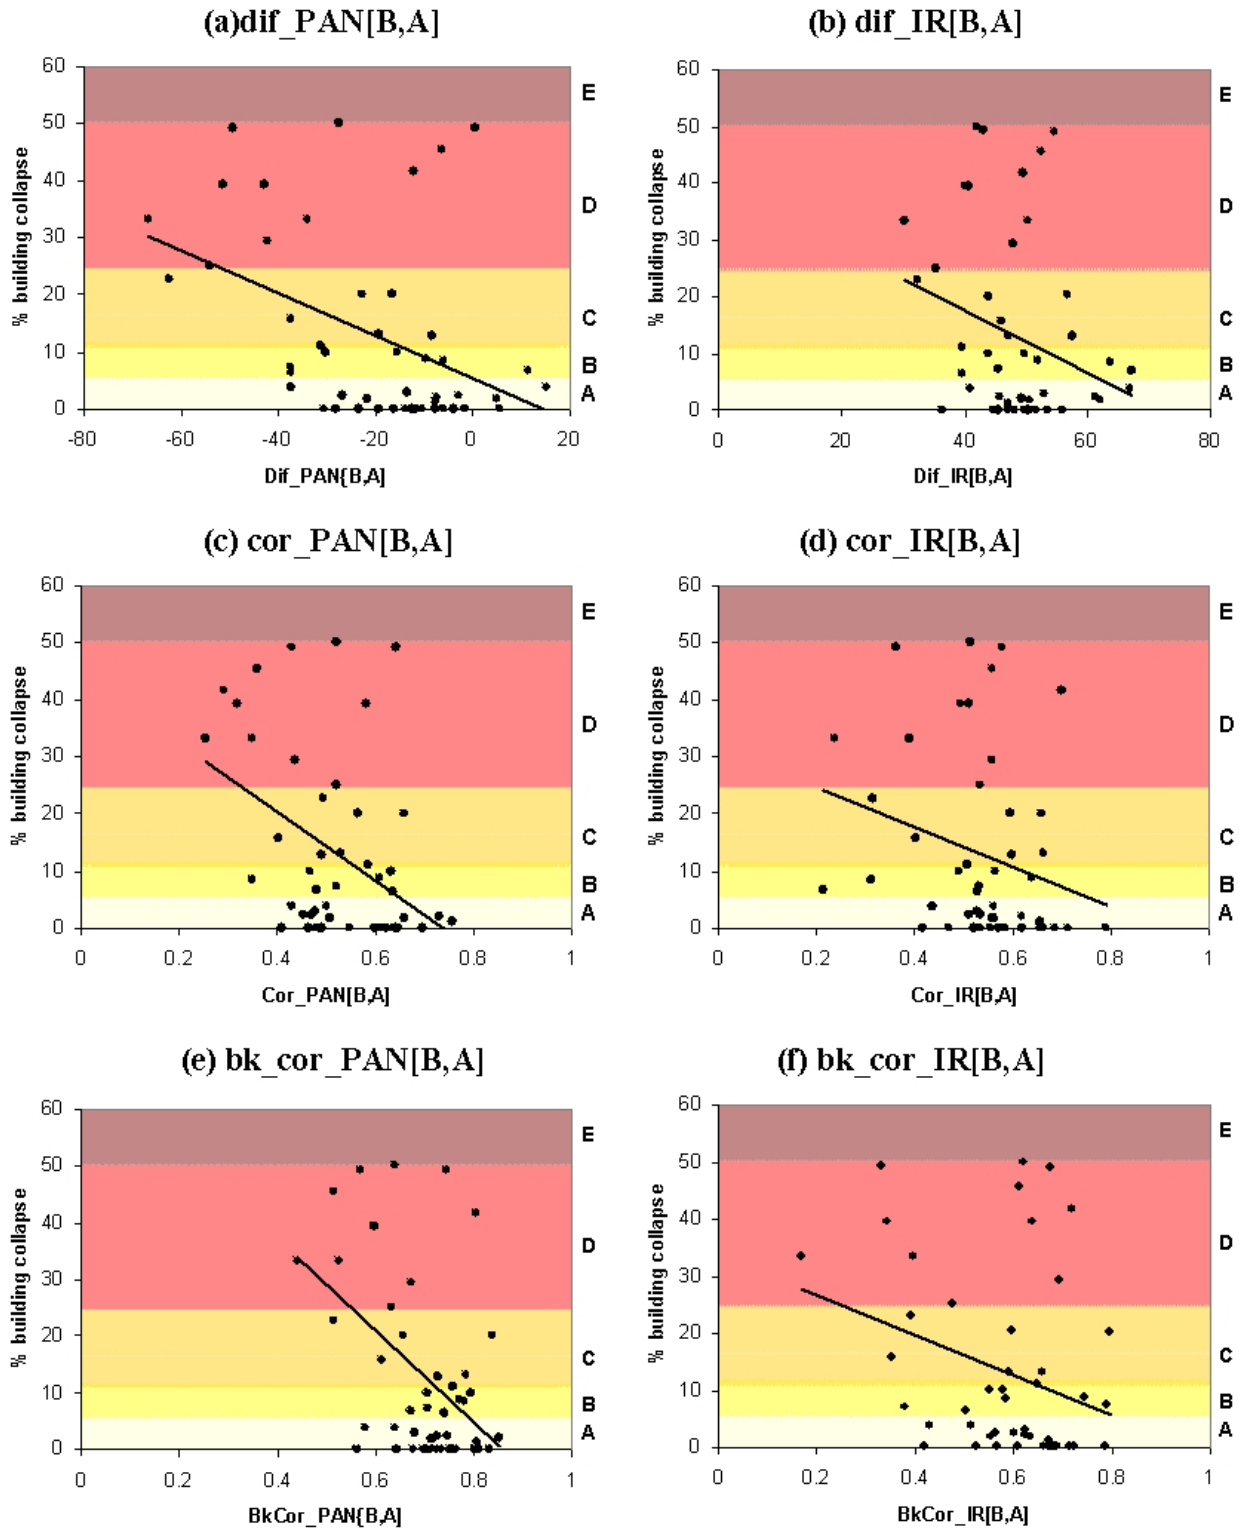 (a)dif_PAN[B,A]
60
50
40
30
20
10
0
% building collapse
E
D
C
B
A
-80 -60 -40 -20 0 20
Dif_PAN{B,A]
(b) dif_IR[B,A]
60
50
40
30
20
10
0
% building collapse
E
D
C
B
A
0 20 40 60 80
Dif_IR[B,A]
(c) cor_PAN[B,A]
60
50
40
30
20
10
0
% building collapse
E
D
C
B
A
0 0.2 0.4 0.6 0.8 1
Cor_PAN[B,A]
(d) cor_IR[B,A]
60
50
40
30
20
10
0
% building collapse
E
D
C
B
A
0 0.2 0.4 0.6 0.8 1
Cor_IR[B,A]
(e) bk_cor_PAN[B,A]
60
50
40
30
20
10
0
% building collapse
E
D
C
B
A
0 0.2 0.4 0.6 0.8 1
BkCor_PAN{B,A]
(f) bk_cor_IR[B,A]
60
50
40
30
20
10
0
% building collapse
E
D
C
B
A
0 0.2 0.4 0.6 0.8 1
BkCor_IR[B,A]